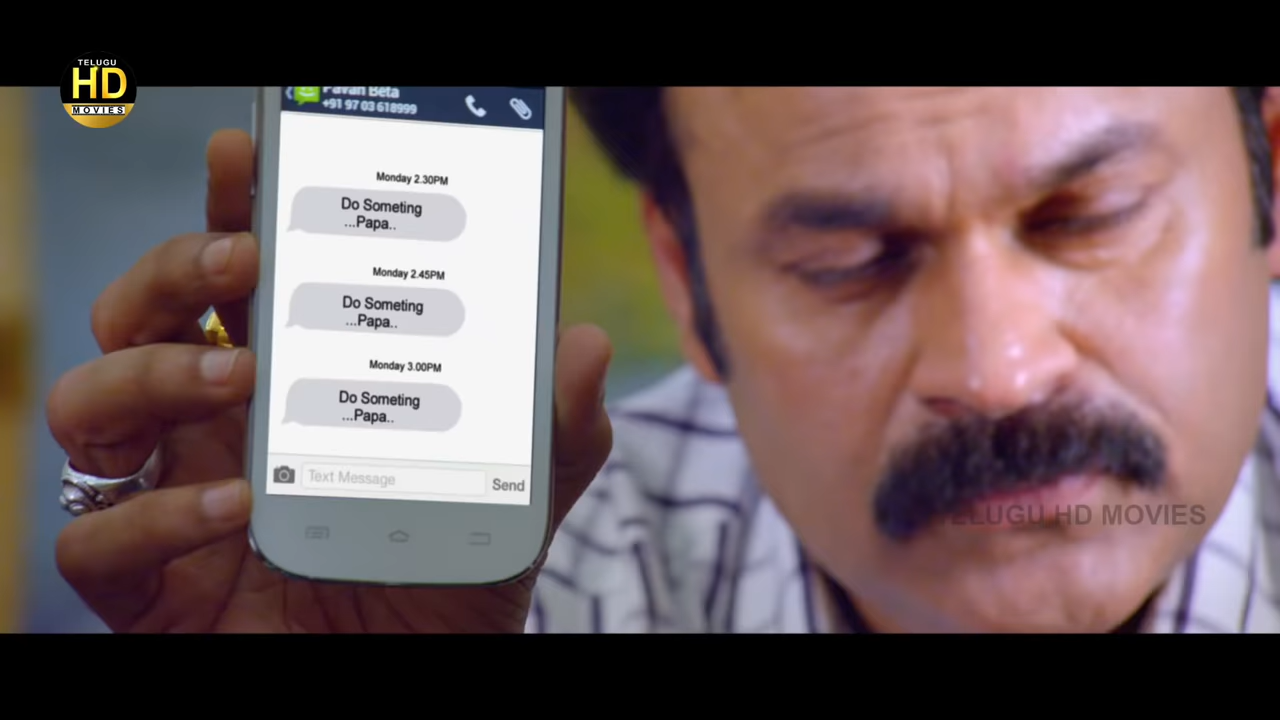 TELUGU
HD
MOVIES
Pavan Beta
+91 97 03 618999
Monday 2.30PM
Do Someting
...Papa..
Monday 2.45PM
Do Someting
...Papa..
Monday 3.00PM
Do Someting
...Papa..
Text Message
Send
TELUGU HD MOVIES